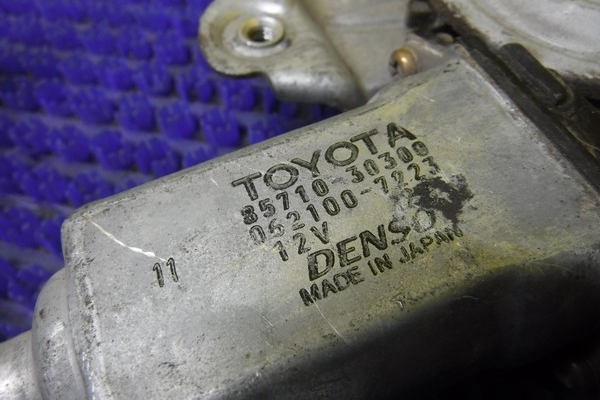 TOYOTA
85710-30300
062100-7223
12V
DENSO
MADE IN JAPAN
11